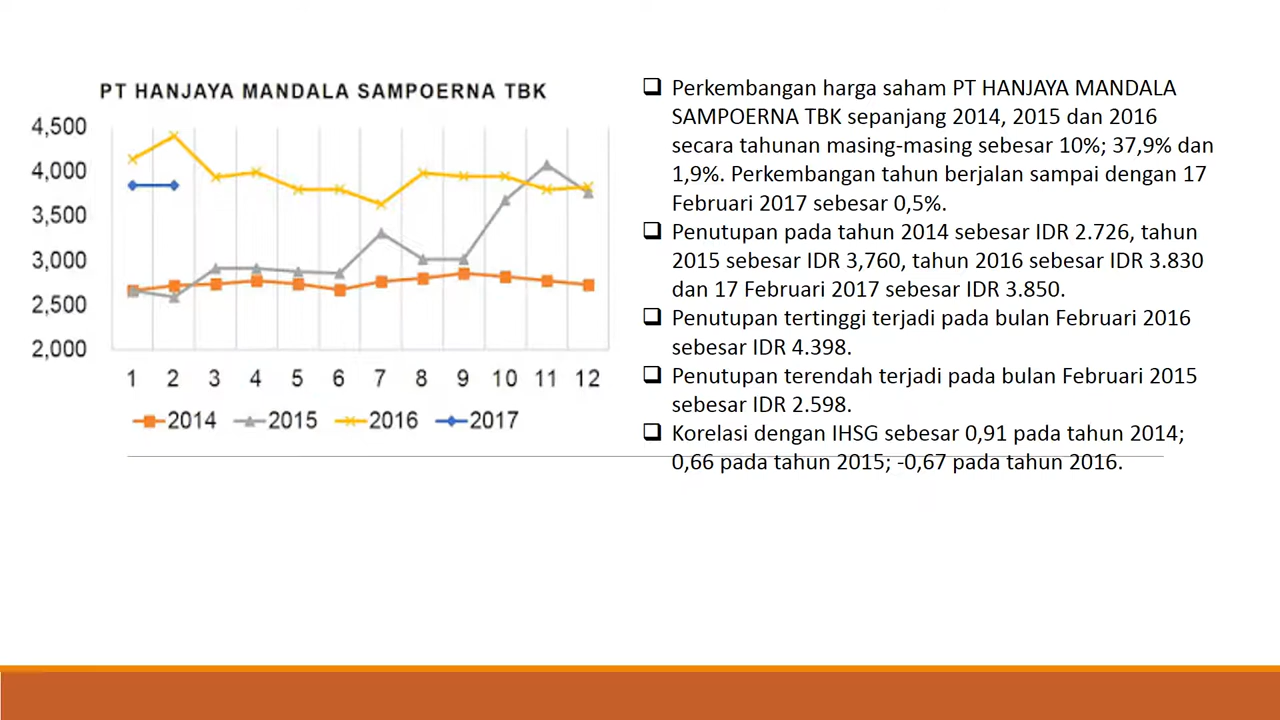 PT HANJAYA MANDALA SAMPOERNA TBK
4,500
4,000
3,500
3,000
2,500
2,000
1 2 3 4 5 6 7 8 9 10 11 12
2014 2015 2016 2017
❑ Perkembangan harga saham PT HANJAYA MANDALA
SAMPOERNA TBK sepanjang 2014, 2015 dan 2016
secara tahunan masing-masing sebesar 10%; 37,9% dan
1,9%. Perkembangan tahun berjalan sampai dengan 17
Februari 2017 sebesar 0,5%.
❑ Penutupan pada tahun 2014 sebesar IDR 2.726, tahun
2015 sebesar IDR 3,760, tahun 2016 sebesar IDR 3.830
dan 17 Februari 2017 sebesar IDR 3.850.
❑ Penutupan tertinggi terjadi pada bulan Februari 2016
sebesar IDR 4.398.
❑ Penutupan terendah terjadi pada bulan Februari 2015
sebesar IDR 2.598.
❑ Korelasi dengan IHSG sebesar 0,91 pada tahun 2014;
0,66 pada tahun 2015; -0,67 pada tahun 2016.